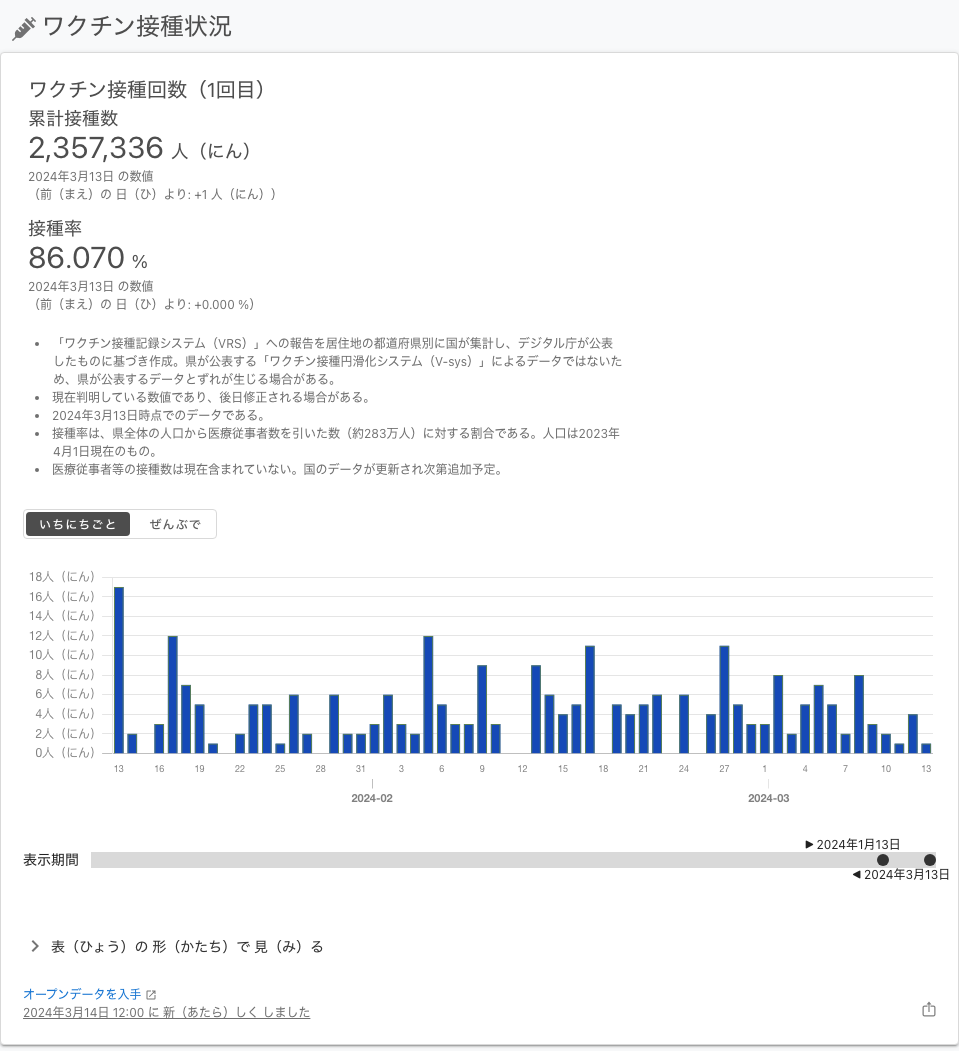 ワクチン接種状況
ワクチン接種回数（1回目）
累計接種数
2,357,336 人（にん）
2024年3月13日 の数値
（前（まえ）の 日（ひ）より: +1 人（にん））
接種率
86.070 %
2024年3月13日 の数値
（前（まえ）の 日（ひ）より: +0.000 %）
• 「ワクチン接種記録システム（VRS）」への報告を居住地の都道府県別に国が集計し、デジタル庁が公表
したものに基づき作成。県が公表する「ワクチン接種円滑化システム（V-sys）」によるデータではないた
め、県が公表するデータとずれが生じる場合がある。
• 現在判明している数値であり、後日修正される場合がある。
• 2024年3月13日時点でのデータである。
• 接種率は、県全体の人口から医療従事者数を引いた数（約283万人）に対する割合である。人口は2023年
4月1日現在のもの。
• 医療従事者等の接種数は現在含まれていない。国のデータが更新され次第追加予定。
いちにちごと ぜんぶで
18人（にん）
16人（にん）
14人（にん）
12人（にん）
10人（にん）
8人（にん）
6人（にん）
4人（にん）
2人（にん）
0人（にん）
13 16 19 22 25 28 31 3 6 9 12 15 18 21 24 27 1 4 7 10 13
2024-02 2024-03
▶ 2024年1月13日
表示期間
◀ 2024年3月13日
表（ひょう）の 形（かたち）で 見（み）る
オープンデータを入手
2024年3月14日 12:00 に 新（あたら）しく しました